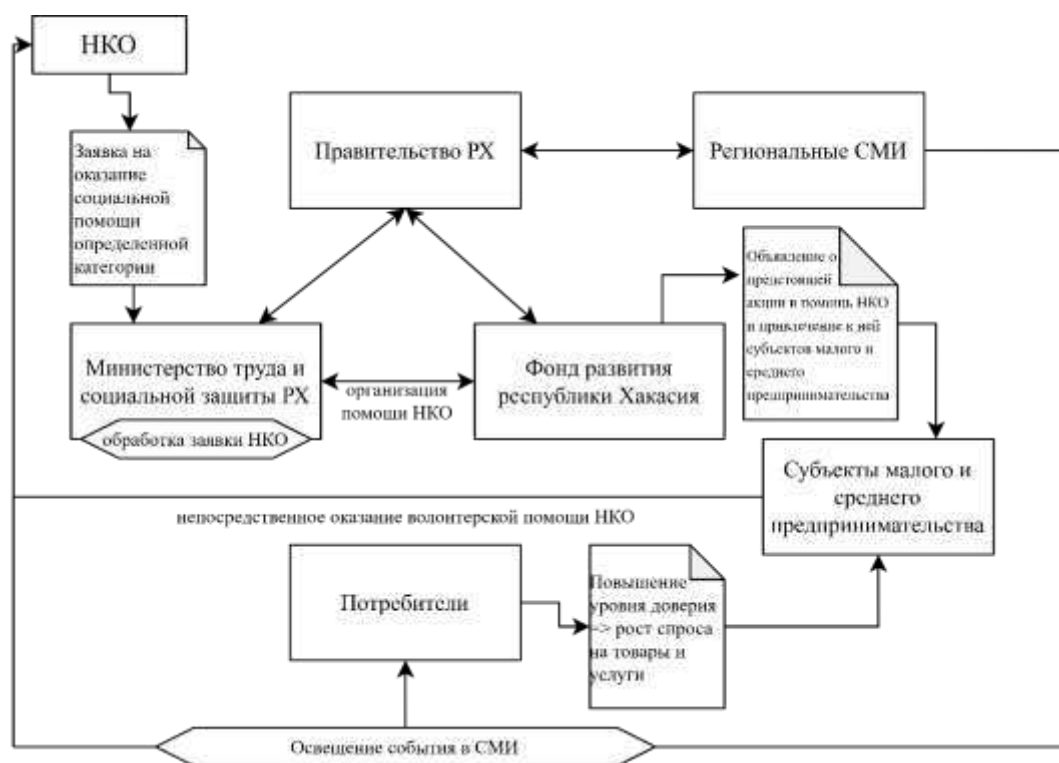 НКО
Заявка на
оказание
социальной
помощи
определенной
категории
Правительство РХ
Региональные СМИ
Объявление о
предстоящей
акции в помощь НКО
и привлечение к ней
субъектов малого и
среднего
предпринимательства
Министерство труда и
социальной защиты РХ
обработка заявки НКО
организация
помощи НКО
Фонд развития
республики Хакасия
Субъекты малого и
среднего
предпринимательства
непосредственное оказание волонтерской помощи НКО
Потребители
Повышение
уровня доверия
--> рост спроса
на товары и
услуги
Освещение события в СМИ